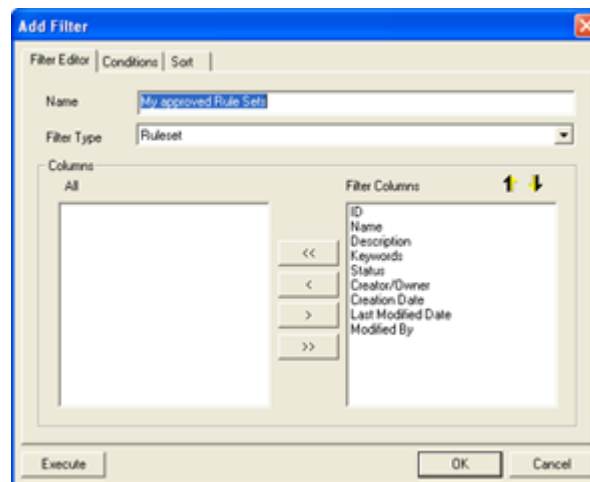 Add Filter
Filter Editor Conditions Sort
Name My approved Rule Sets
Filter Type Ruleset
Columns
All Filter Columns
ID
Name
Description
Keywords
Status
Creator/Owner
Creation Date
Last Modified Date
Modified By
<<
<
>
>>
Execute OK Cancel